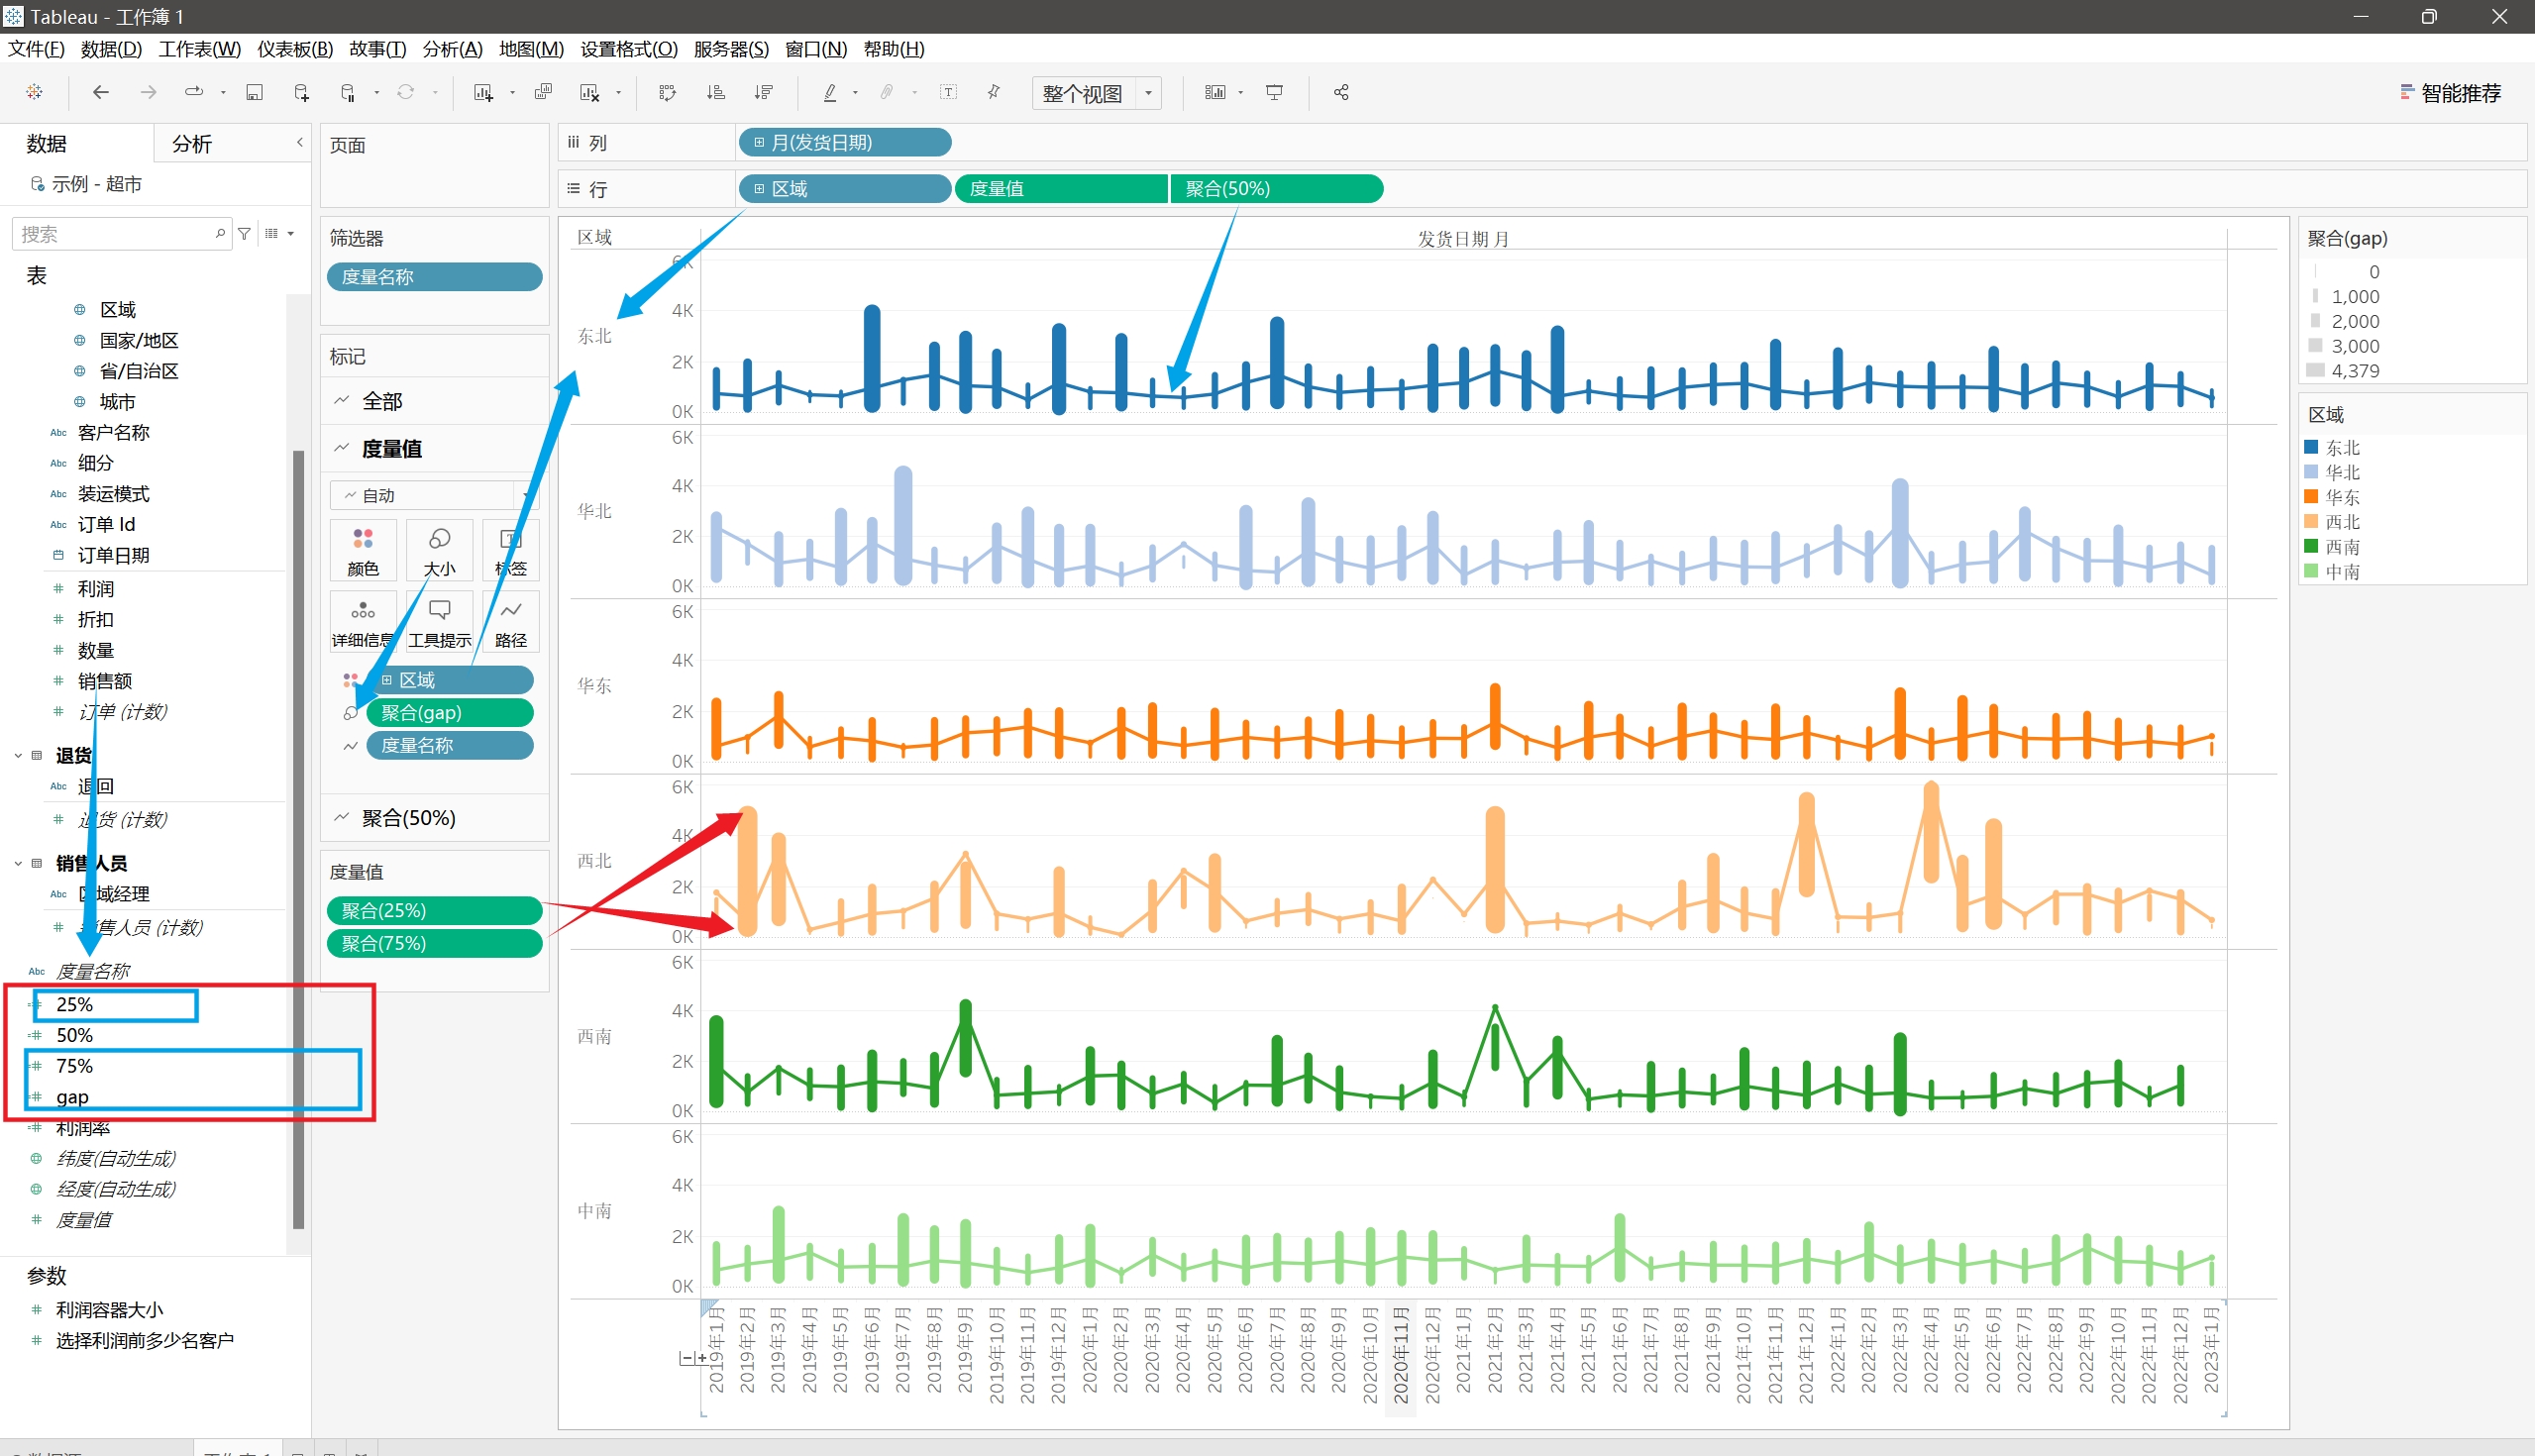 Tableau - 工作簿 1
文件(F) 数据(D) 工作表(W) 仪表板(B) 故事(T) 分析(A) 地图(M) 设置格式(O) 服务器(S) 窗口(N) 帮助(H)
整个视图
智能推荐
数据
分析
示例 - 超市
搜索
表
区域
国家/地区
省/自治区
城市
Abc 客户名称
Abc 细分
Abc 装运模式
Abc 订单 Id
订单日期
# 利润
# 折扣
# 数量
# 销售额
# 订单 (计数)
退货
Abc 退回
# 退货 (计数)
销售人员
Abc 区域经理
# 销售人员 (计数)
Abc 度量名称
=# 25%
=# 50%
=# 75%
=# gap
=# 利润率
纬度(自动生成)
经度(自动生成)
# 度量值
参数
# 利润容器大小
# 选择利润前多少名客户
页面
筛选器
度量名称
标记
全部
度量值
自动
颜色
大小
标签
详细信息
工具提示
路径
区域
聚合(gap)
度量名称
聚合(50%)
度量值
聚合(25%)
聚合(75%)
列
月(发货日期)
行
区域
度量值
聚合(50%)
区域
发货日期 月
东北
6K
4K
2K
0K
华北
6K
4K
2K
0K
华东
6K
4K
2K
0K
西北
6K
4K
2K
0K
西南
6K
4K
2K
0K
中南
6K
4K
2K
0K
2019年1月
2019年2月
2019年3月
2019年4月
2019年5月
2019年6月
2019年7月
2019年8月
2019年9月
2019年10月
2019年11月
2019年12月
2020年1月
2020年2月
2020年3月
2020年4月
2020年5月
2020年6月
2020年7月
2020年8月
2020年9月
2020年10月
2020年11月
2020年12月
2021年1月
2021年2月
2021年3月
2021年4月
2021年5月
2021年6月
2021年7月
2021年8月
2021年9月
2021年10月
2021年11月
2021年12月
2022年1月
2022年2月
2022年3月
2022年4月
2022年5月
2022年6月
2022年7月
2022年8月
2022年9月
2022年10月
2022年11月
2022年12月
2023年1月
聚合(gap)
0
1,000
2,000
3,000
4,379
区域
东北
华北
华东
西北
西南
中南